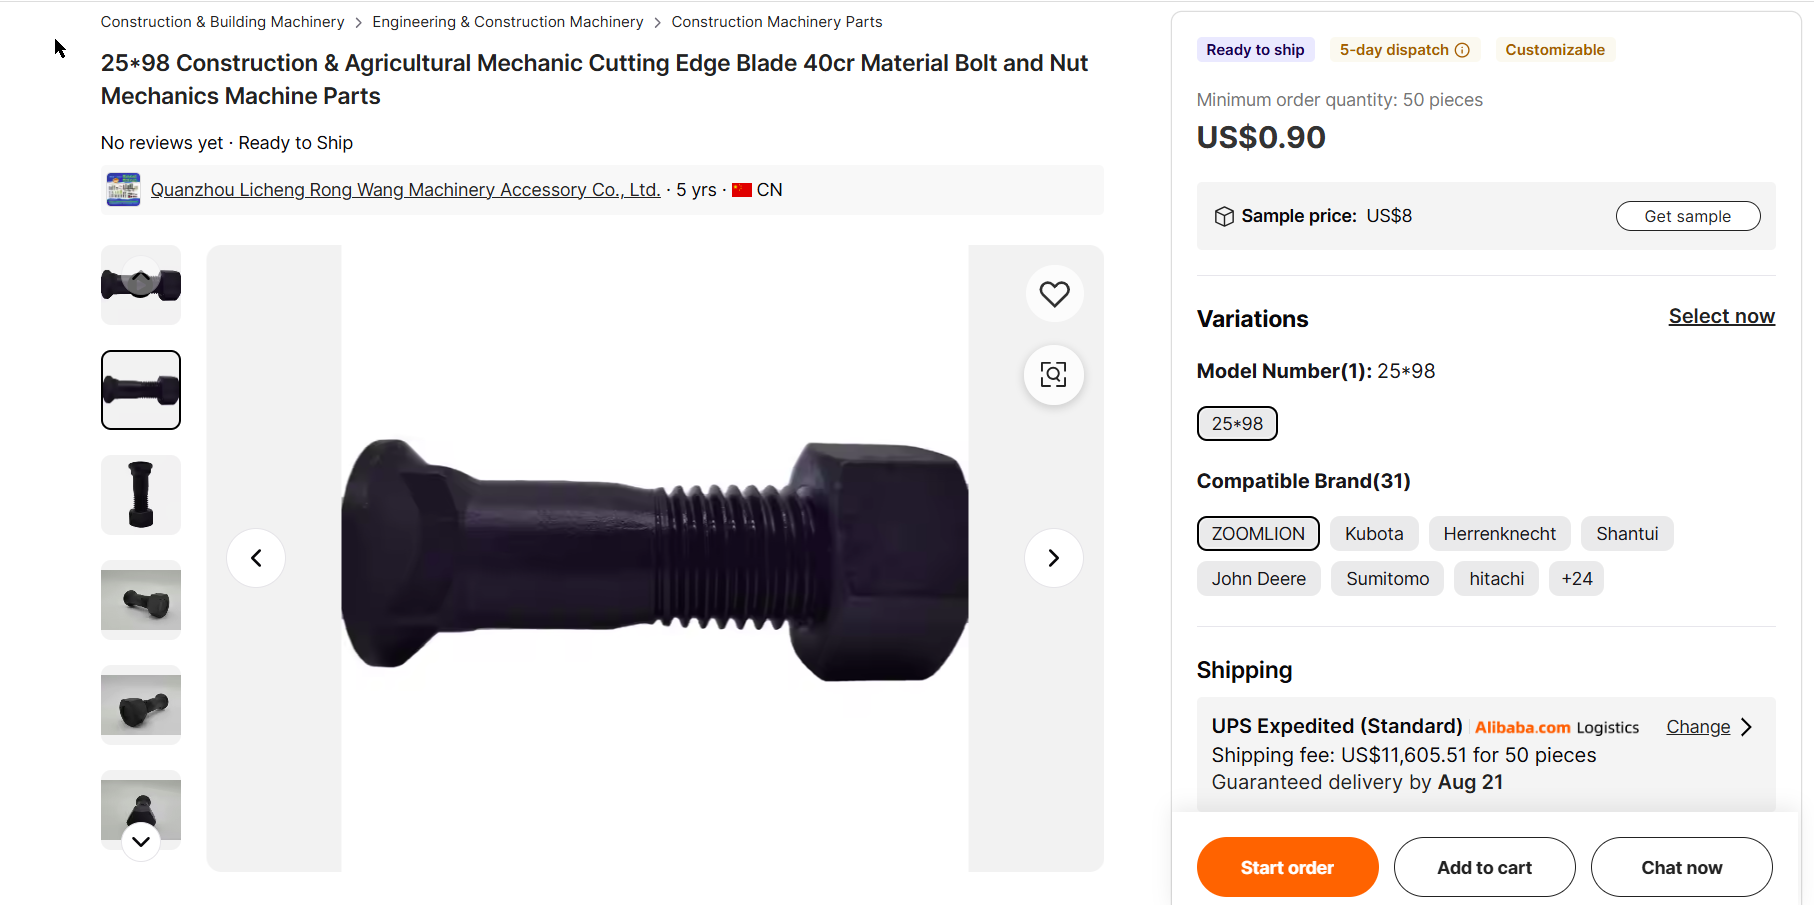 Construction & Building Machinery > Engineering & Construction Machinery > Construction Machinery Parts
25*98 Construction & Agricultural Mechanic Cutting Edge Blade 40cr Material Bolt and Nut
Mechanics Machine Parts
No reviews yet · Ready to Ship
Quanzhou Licheng Rong Wang Machinery Accessory Co., Ltd. · 5 yrs · CN
Ready to ship 5-day dispatch Customizable
Minimum order quantity: 50 pieces
US$0.90
Sample price: US$8 Get sample
Variations Select now
Model Number(1): 25*98
25*98
Compatible Brand(31)
ZOOMLION Kubota Herrenknecht Shantui
John Deere Sumitomo hitachi +24
Shipping
UPS Expedited (Standard) Alibaba.com Logistics Change
Shipping fee: US$11,605.51 for 50 pieces
Guaranteed delivery by Aug 21
Start order Add to cart Chat now